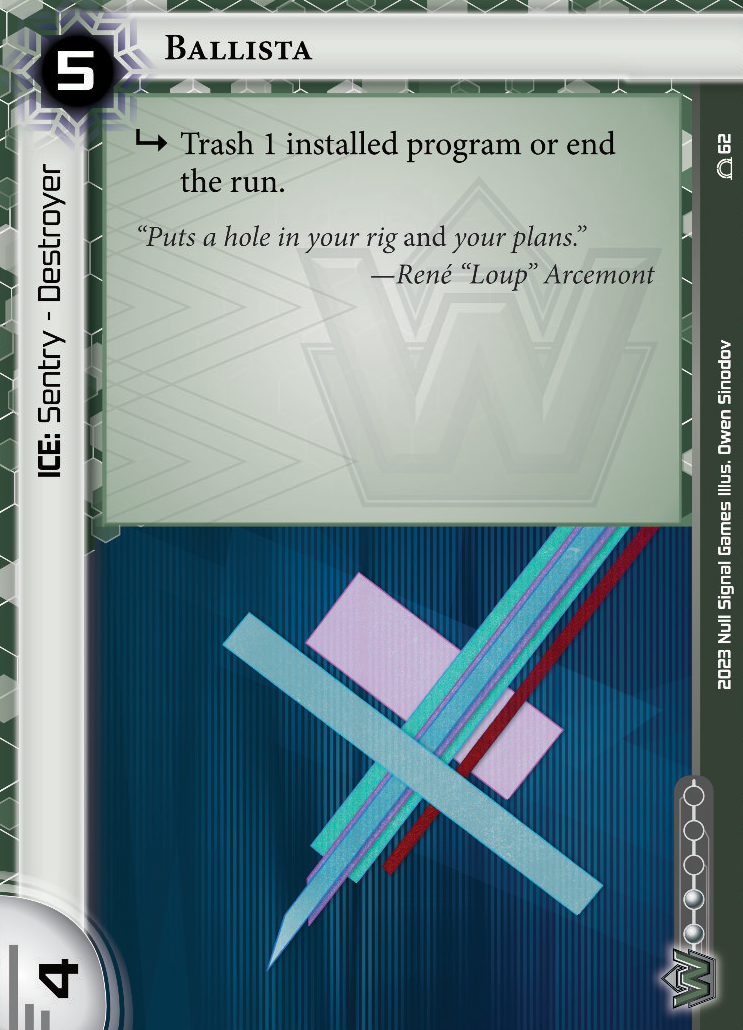 5
BALLISTA
↳ Trash 1 installed program or end
the run.
“Puts a hole in your rig and your plans.”
—René “Loup” Arcemont
ICE: Sentry - Destroyer
4
62
2023 Null Signal Games Illus. Owen Sinodov
W